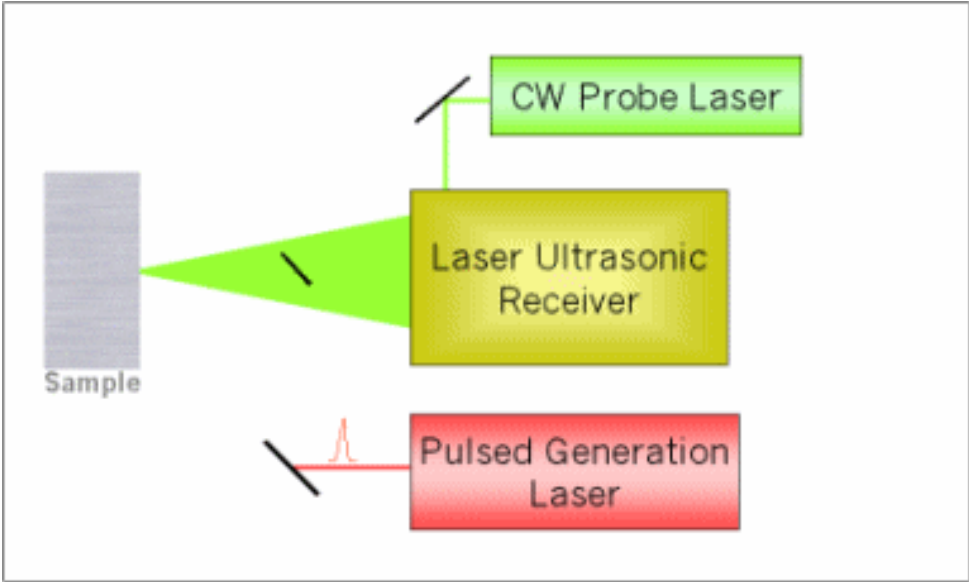 CW Probe Laser
Laser Ultrasonic
Receiver
Sample
Pulsed Generation
Laser